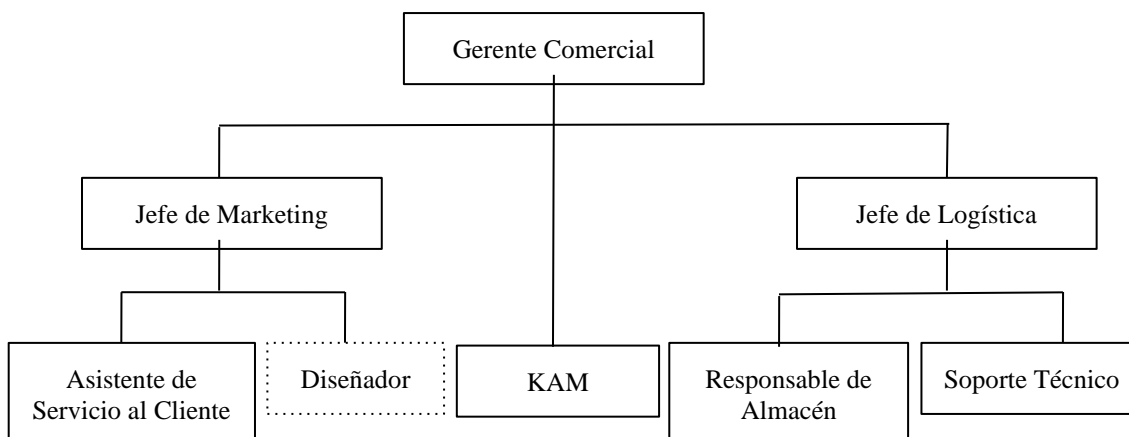 Gerente Comercial
Jefe de Marketing
Jefe de Logística
Asistente de
Servicio al Cliente
Diseñador
KAM
Responsable de
Almacén
Soporte Técnico